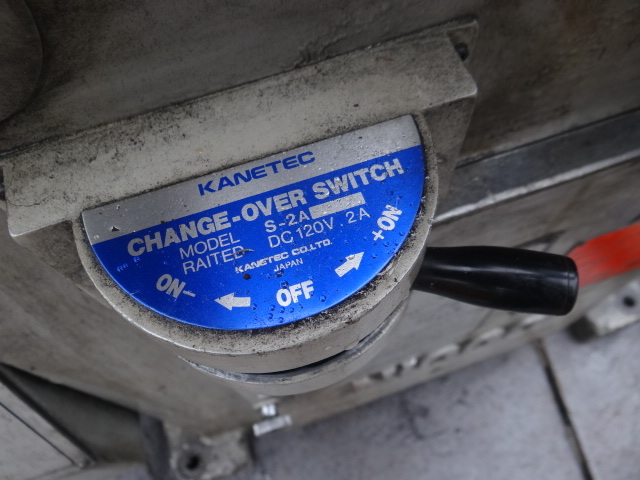 KANETEC
CHANGE-OVER SWITCH
MODEL S-2A
RAITED DC120V 2A
KANETEC CO.LTD.
JAPAN
ON- OFF ON+